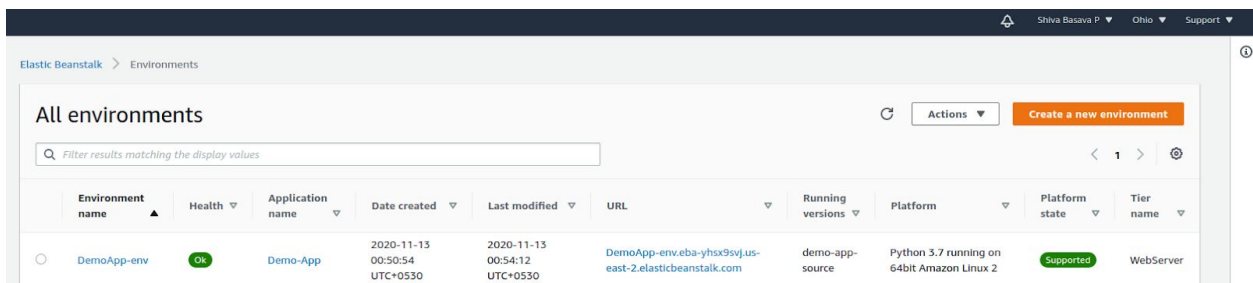 Shiva Basava P Ohio Support
Elastic Beanstalk > Environments
All environments
Actions
Create a new environment
Filter results matching the display values
< 1 >
Environment name Health Application name Date created Last modified URL Running versions Platform Platform state Tier name
DemoApp-env Ok Demo-App 2020-11-13 00:50:54 UTC+0530 2020-11-13 00:54:12 UTC+0530 DemoApp-env.eba-yhsx9svj.us-east-2.elasticbeanstalk.com demo-app-source Python 3.7 running on 64bit Amazon Linux 2 Supported WebServer